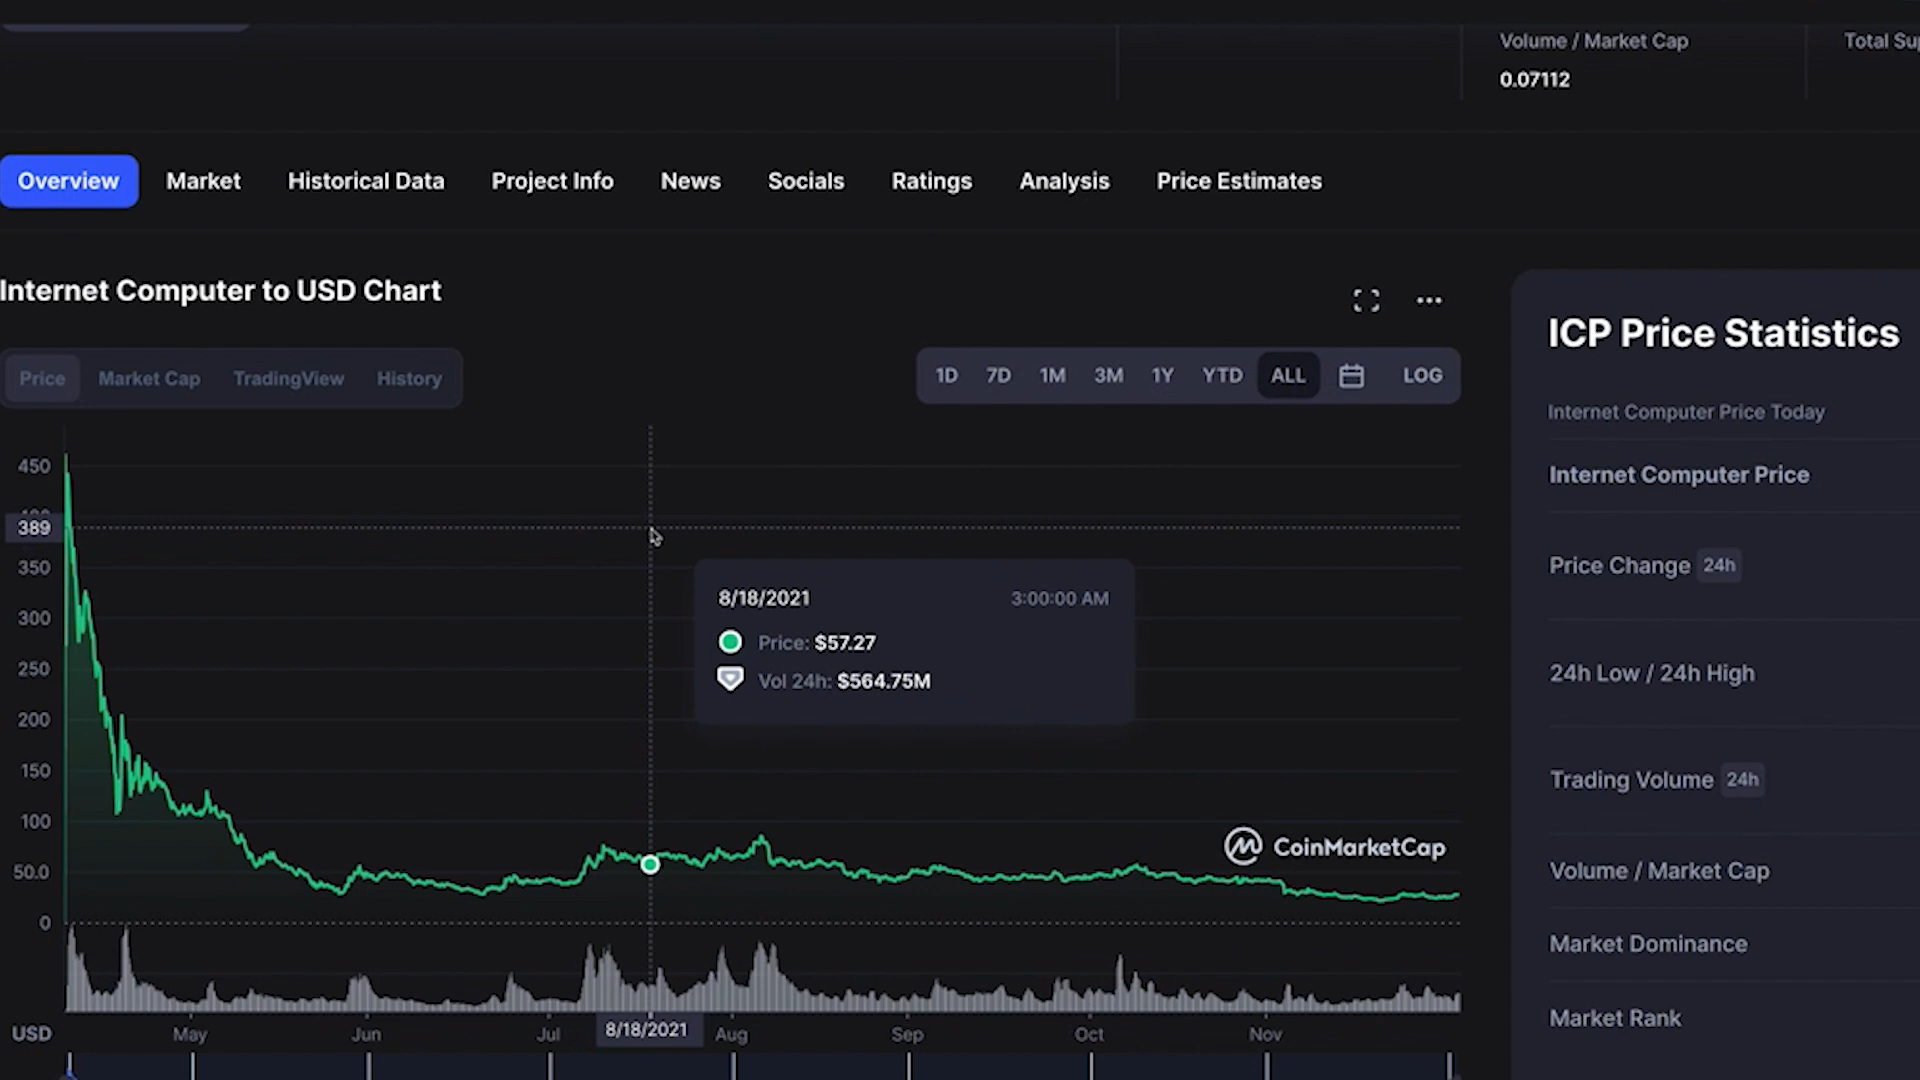 Volume / Market Cap
Total Su
0.07112
Overview Market Historical Data Project Info News Socials Ratings Analysis Price Estimates
Internet Computer to USD Chart
ICP Price Statistics
Price Market Cap TradingView History
1D 7D 1M 3M 1Y YTD ALL LOG
Internet Computer Price Today
Internet Computer Price
Price Change 24h
24h Low / 24h High
Trading Volume 24h
Volume / Market Cap
Market Dominance
Market Rank
450
389
350
300
250
200
150
100
50.0
0
8/18/2021 3:00:00 AM
Price: $57.27
Vol 24h: $564.75M
CoinMarketCap
USD May Jun Jul 8/18/2021 Aug Sep Oct Nov